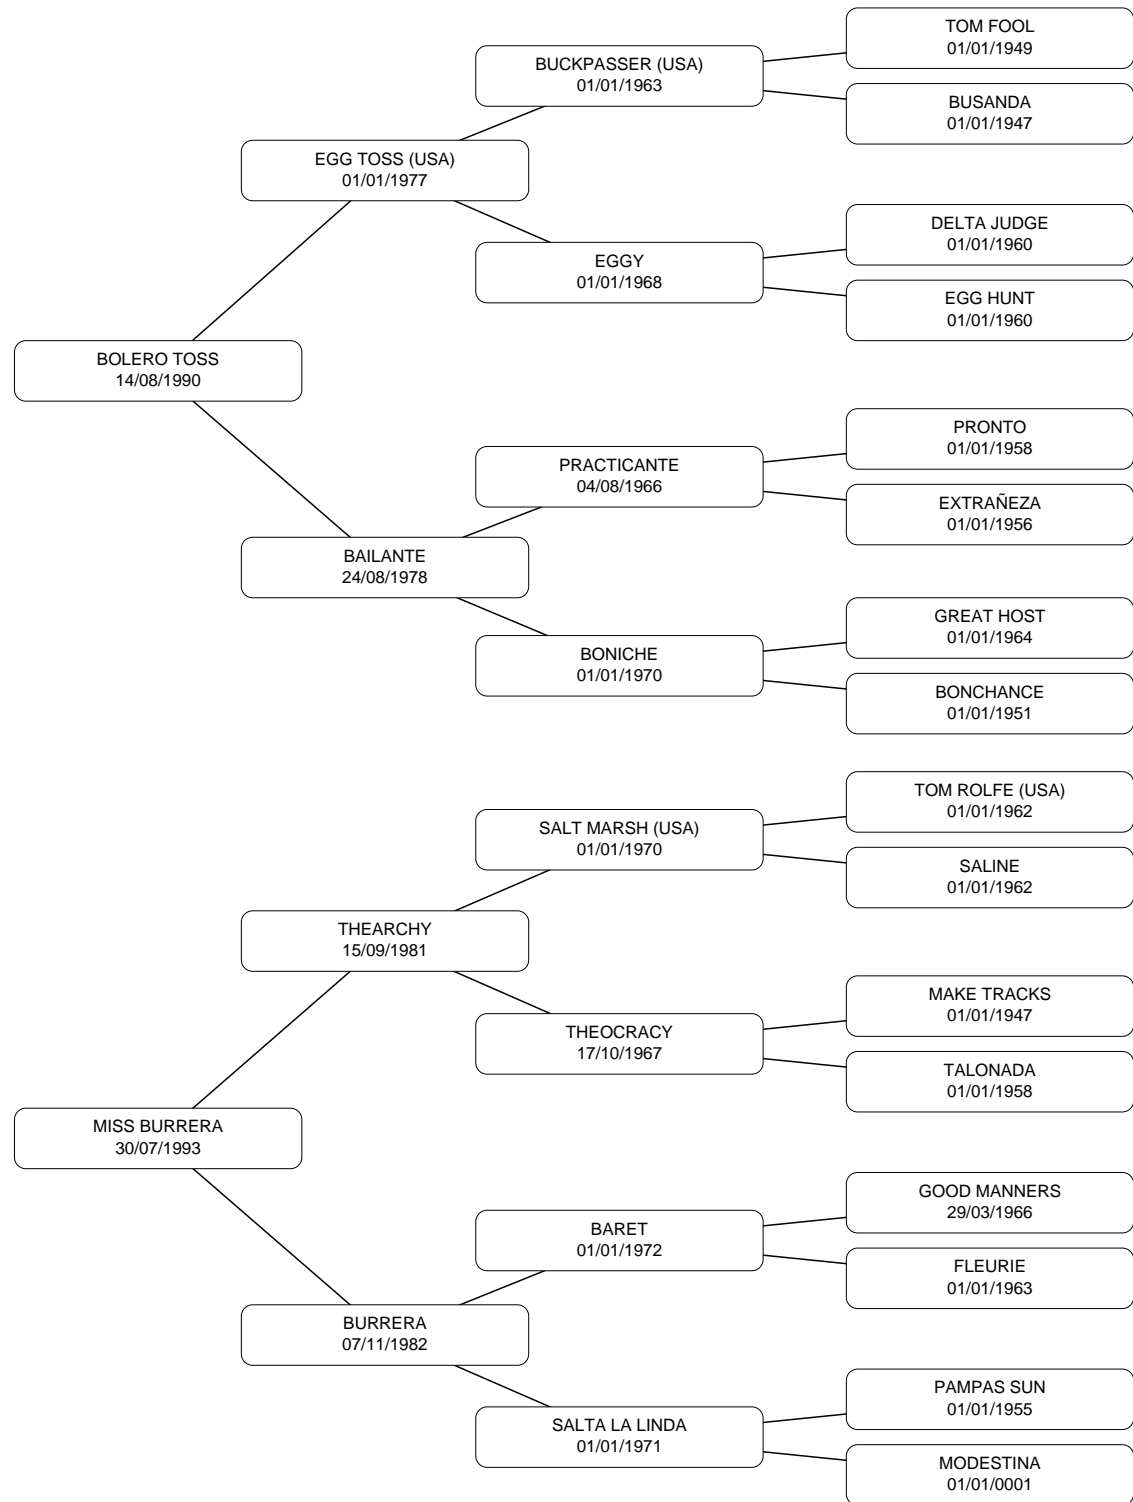 TOM FOOL
01/01/1949
BUCKPASSER (USA)
01/01/1963
BUSANDA
01/01/1947
EGG TOSS (USA)
01/01/1977
DELTA JUDGE
01/01/1960
EGGY
01/01/1968
EGG HUNT
01/01/1960
BOLERO TOSS
14/08/1990
PRONTO
01/01/1958
PRACTICANTE
04/08/1966
EXTRAÑEZA
01/01/1956
BAILANTE
24/08/1978
GREAT HOST
01/01/1964
BONICHE
01/01/1970
BONCHANCE
01/01/1951
TOM ROLFE (USA)
01/01/1962
SALT MARSH (USA)
01/01/1970
SALINE
01/01/1962
THEARCHY
15/09/1981
MAKE TRACKS
01/01/1947
THEOCRACY
17/10/1967
TALONADA
01/01/1958
MISS BURRERA
30/07/1993
GOOD MANNERS
29/03/1966
BARET
01/01/1972
FLEURIE
01/01/1963
BURRERA
07/11/1982
PAMPAS SUN
01/01/1955
SALTA LA LINDA
01/01/1971
MODESTINA
01/01/0001